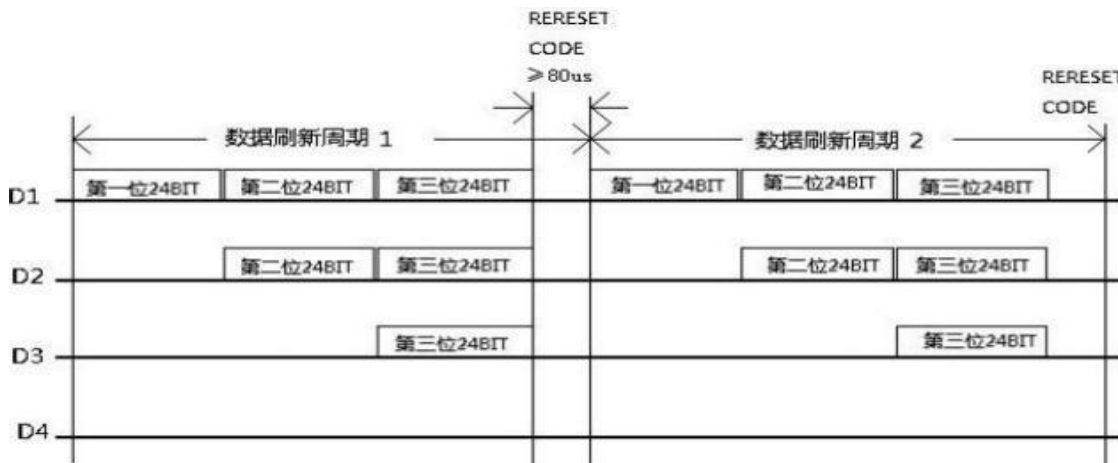 RERESET
CODE
≥80us
RERESET
CODE
数据刷新周期 1
数据刷新周期 2
D1
第一位24BIT
第二位24BIT
第三位24BIT
第一位24BIT
第二位24BIT
第三位24BIT
D2
第二位24BIT
第三位24BIT
第二位24BIT
第三位24BIT
D3
第三位24BIT
第三位24BIT
D4